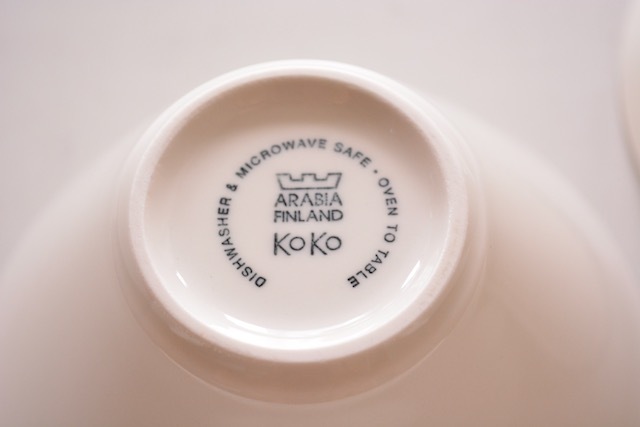 DISHWASHER & MICROWAVE SAFE • OVEN TO TABLE
ARABIA
FINLAND
KoKo